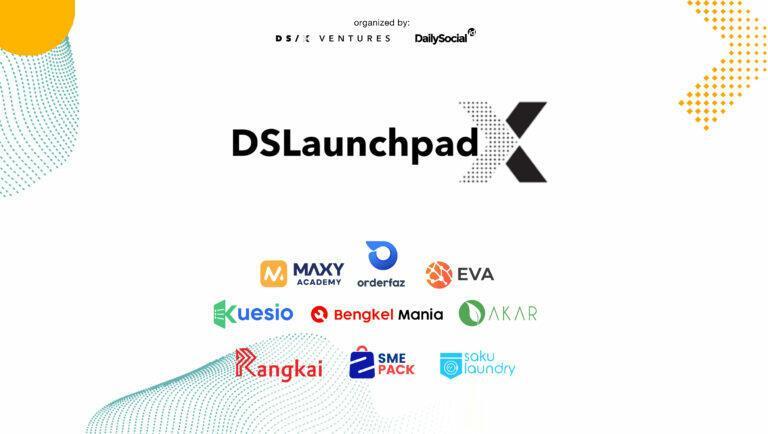 organized by:
DS/X VENTURES DailySocial.id
DSLaunchpad X
MAXY ACADEMY
orderfaz
EVA
Kuesio
Bengkel Mania
AKAR
Rangkai
SME PACK
saku laundry